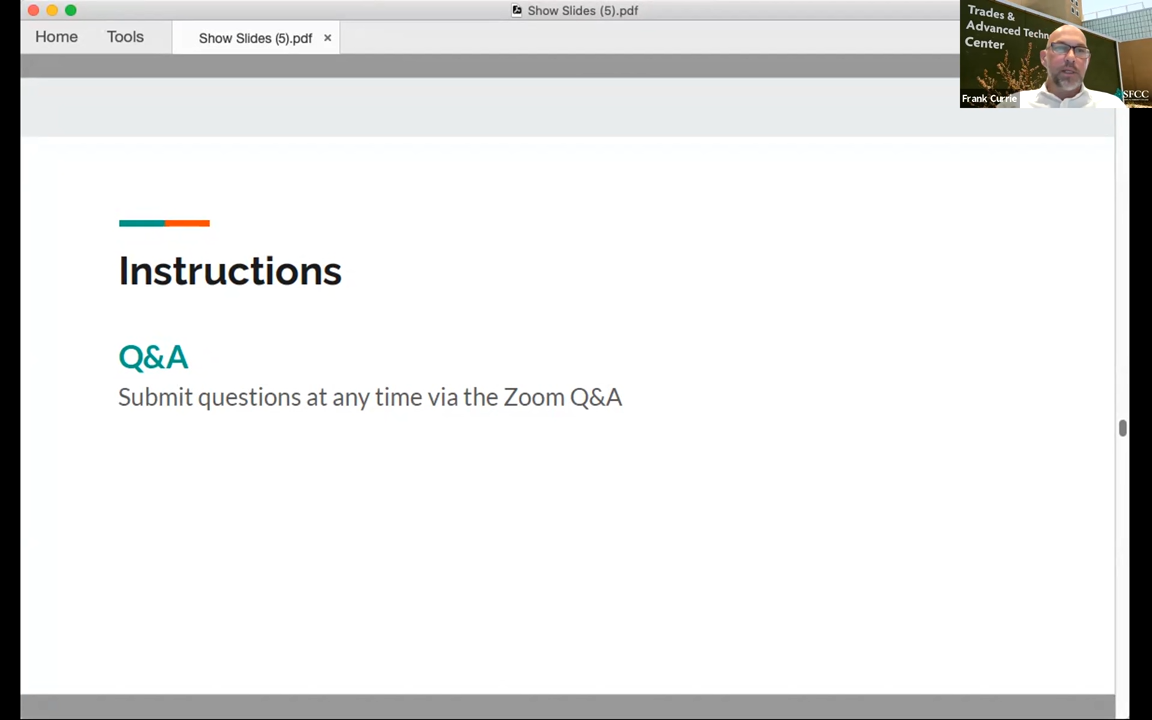 Show Slides (5).pdf
Home
Tools
Show Slides (5).pdf ×
Trades &
Advanced Techn
Center
Frank Currie
SFCC
Instructions
Q&A
Submit questions at any time via the Zoom Q&A